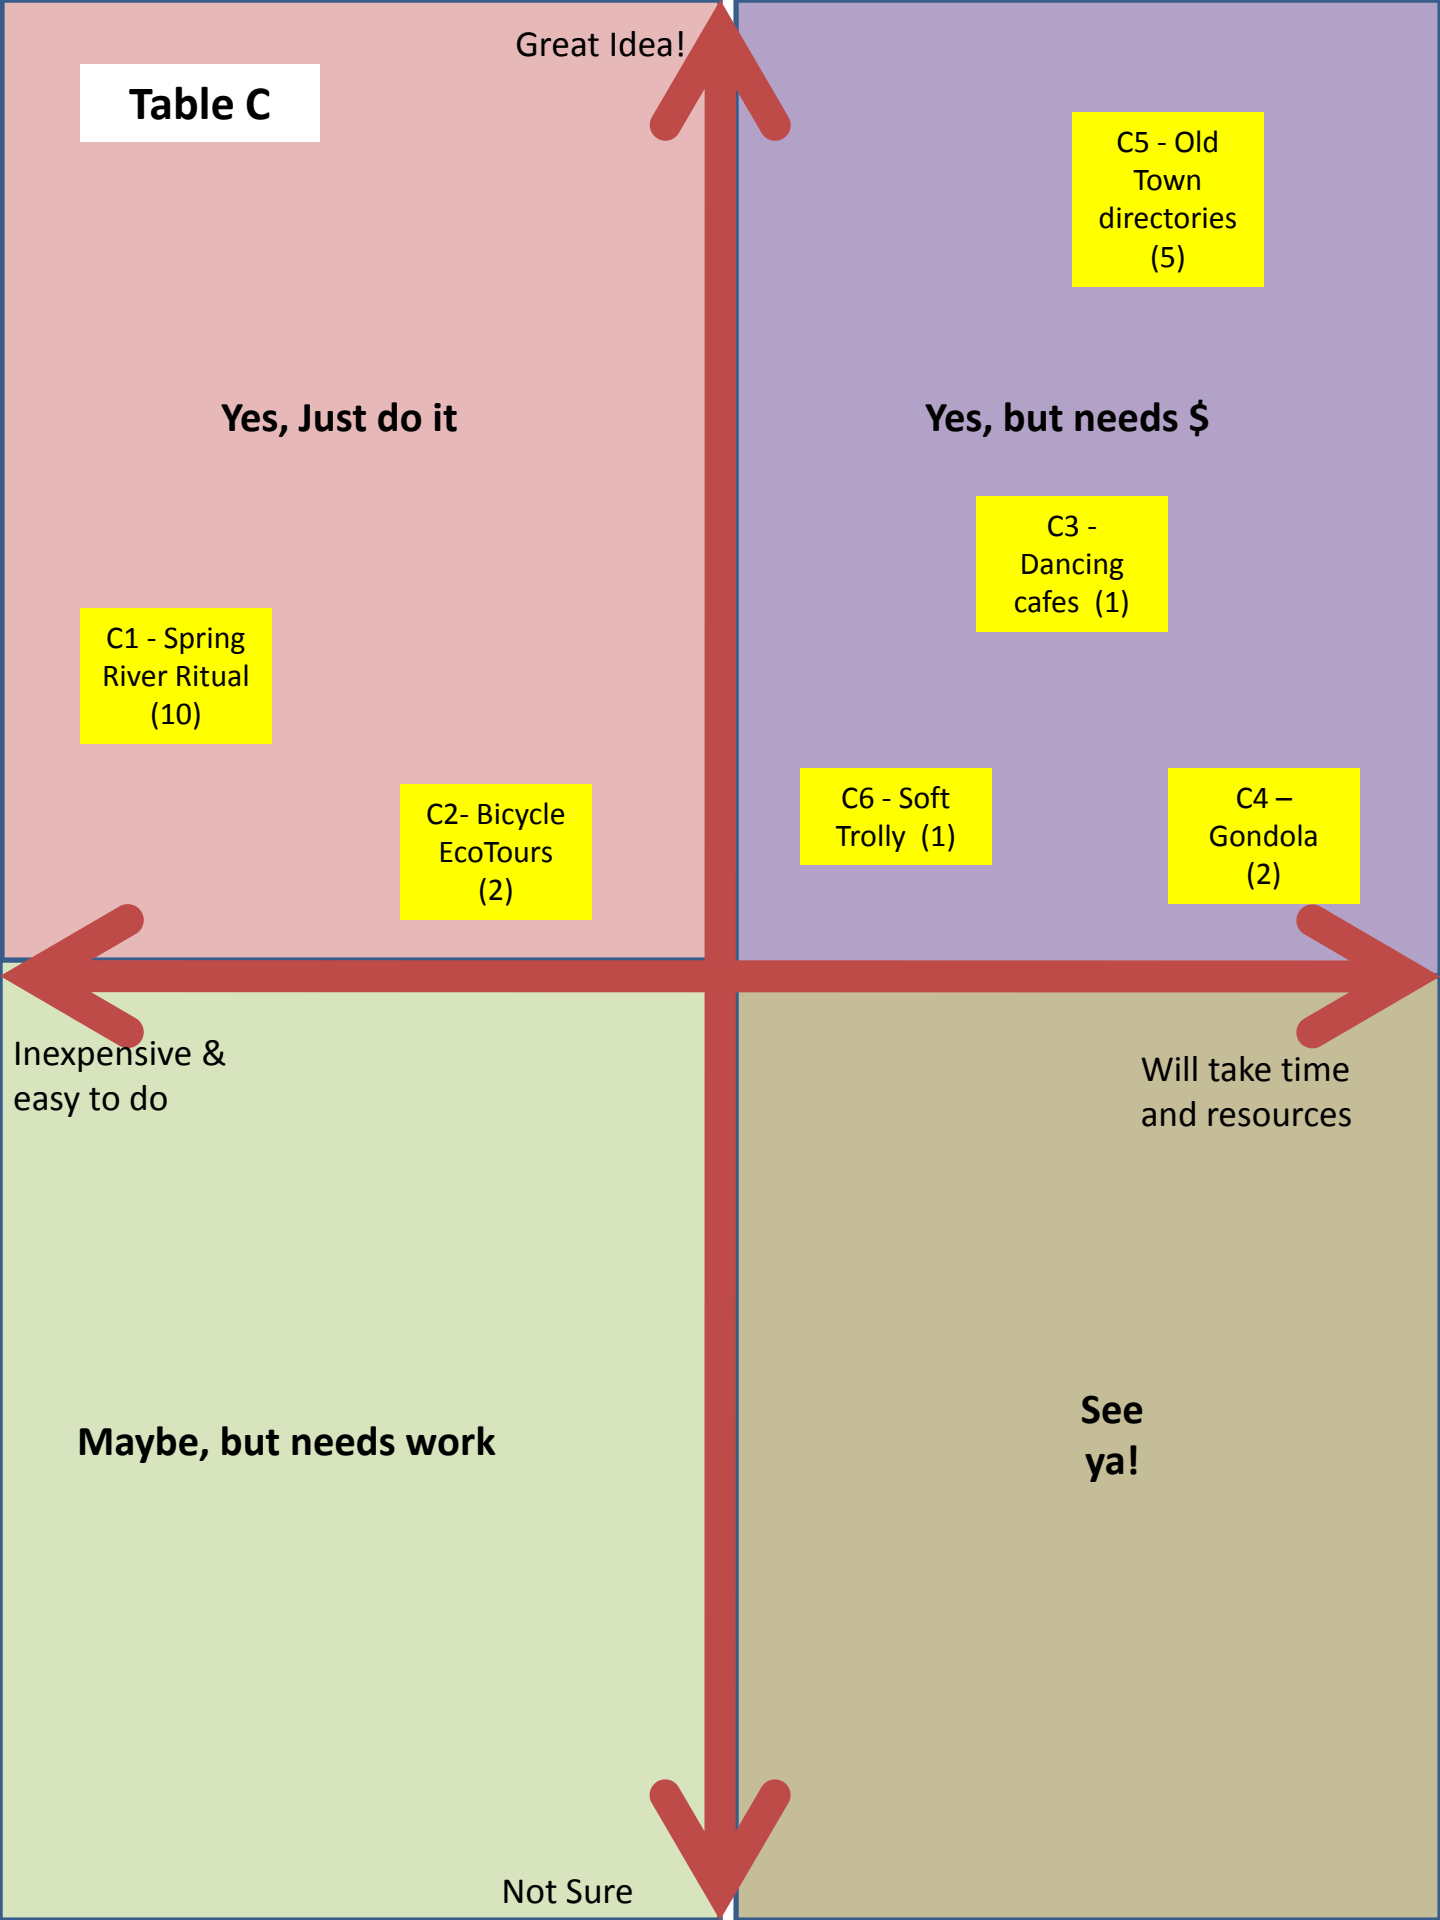 Great Idea!
Table C
C5 - Old
Town
directories
(5)
Yes, Just do it
Yes, but needs $
C3 -
Dancing
cafes  (1)
C1 - Spring
River Ritual
(10)
C2- Bicycle
EcoTours
(2)
C6 - Soft
Trolly  (1)
C4 –
Gondola
(2)
Inexpensive &
easy to do
Will take time
and resources
Maybe, but needs work
See
ya!
Not Sure